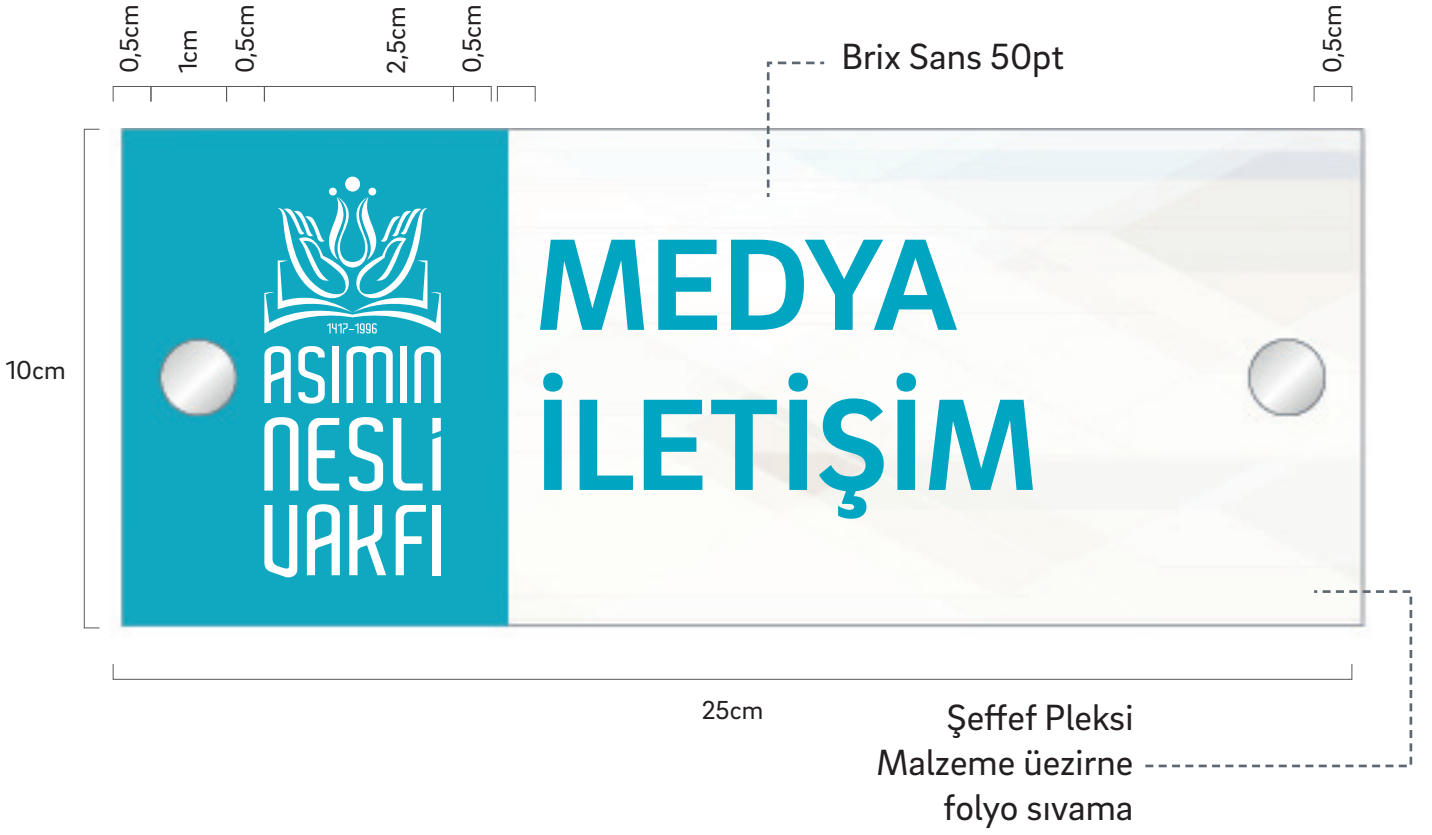 0,5cm
1cm
0,5cm
2,5cm
0,5cm
0,5cm
Brix Sans 50pt
10cm
1417-1996
ASIMIN
NESLİ
VAKFI
MEDYA
İLETİŞİM
25cm
Şeffef Pleksi
Malzeme üezirne
folyo sıvama